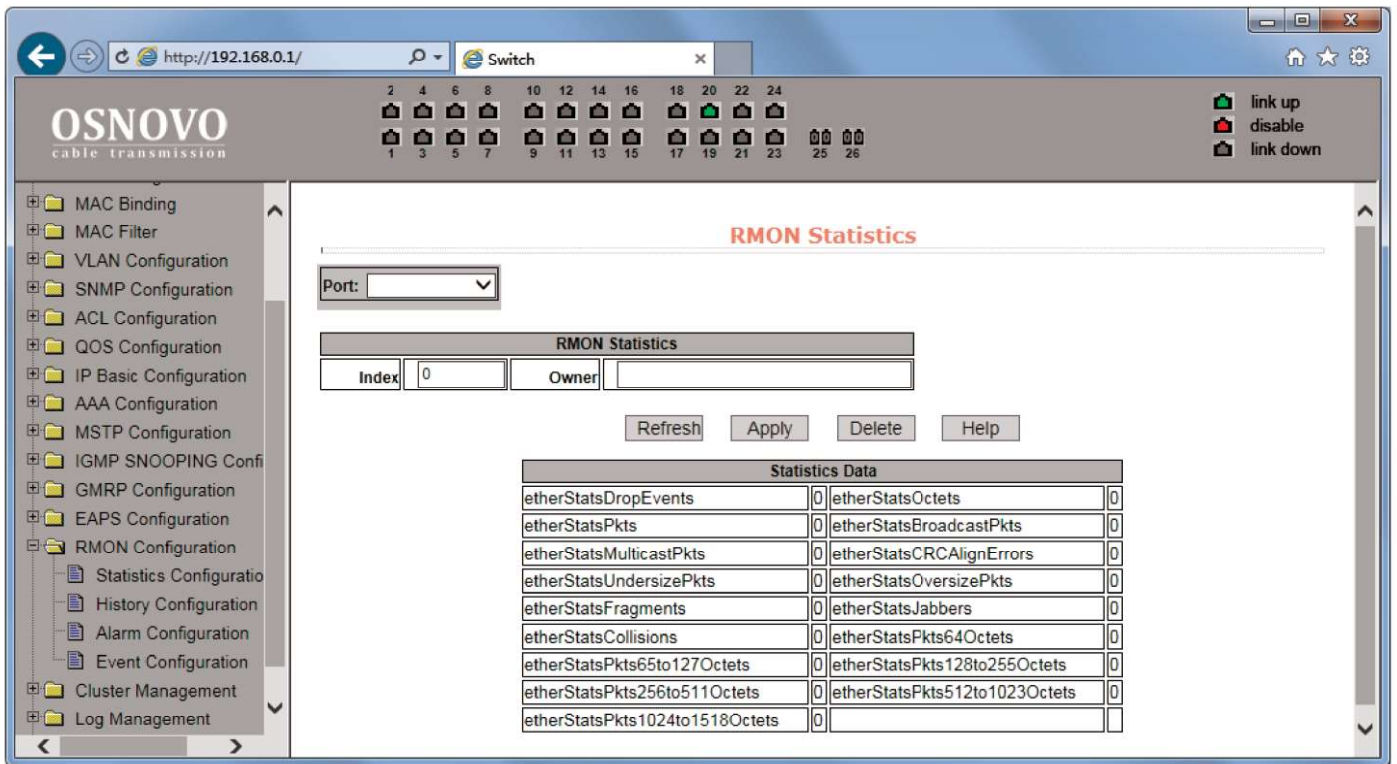 http://192.168.0.1/
Switch
OSNOVO
cable transmission
2 4 6 8 10 12 14 16 18 20 22 24
1 3 5 7 9 11 13 15 17 19 21 23 25 26
link up
disable
link down
MAC Binding
MAC Filter
VLAN Configuration
SNMP Configuration
ACL Configuration
QOS Configuration
IP Basic Configuration
AAA Configuration
MSTP Configuration
IGMP SNOOPING Confi
GMRP Configuration
EAPS Configuration
RMON Configuration
Statistics Configuratio
History Configuration
Alarm Configuration
Event Configuration
Cluster Management
Log Management
RMON Statistics
Port:
RMON Statistics
Index 0 Owner
Refresh Apply Delete Help
Statistics Data
etherStatsDropEvents 0 etherStatsOctets 0
etherStatsPkts 0 etherStatsBroadcastPkts 0
etherStatsMulticastPkts 0 etherStatsCRCAlignErrors 0
etherStatsUndersizePkts 0 etherStatsOversizePkts 0
etherStatsFragments 0 etherStatsJabbers 0
etherStatsCollisions 0 etherStatsPkts64Octets 0
etherStatsPkts65to127Octets 0 etherStatsPkts128to255Octets 0
etherStatsPkts256to511Octets 0 etherStatsPkts512to1023Octets 0
etherStatsPkts1024to1518Octets 0